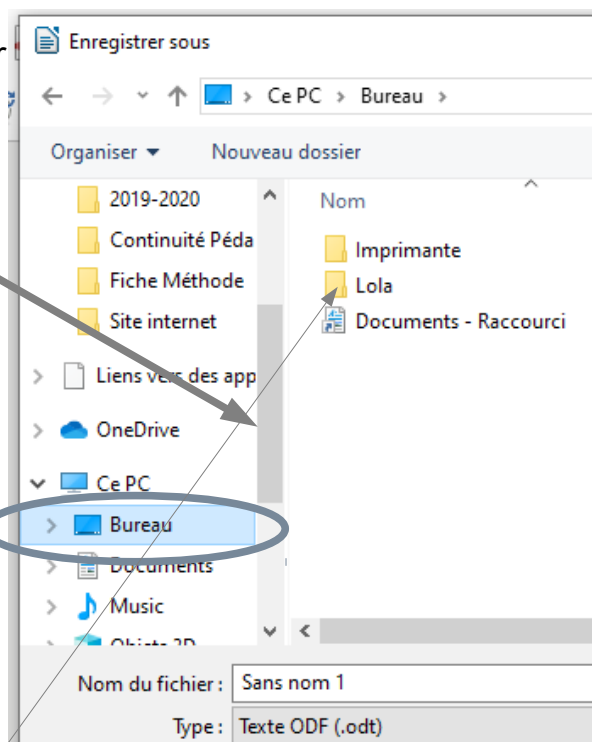 r
Enregistrer sous
Ce PC > Bureau >
Organiser Nouveau dossier
2019-2020
Continuité Péda
Fiche Méthode
Site internet
Liens vers des app
OneDrive
Ce PC
Bureau
Documents
Music
Objets 3D
Nom
Imprimante
Lola
Documents - Raccourci
Nom du fichier : Sans nom 1
Type : Texte ODF (.odt)